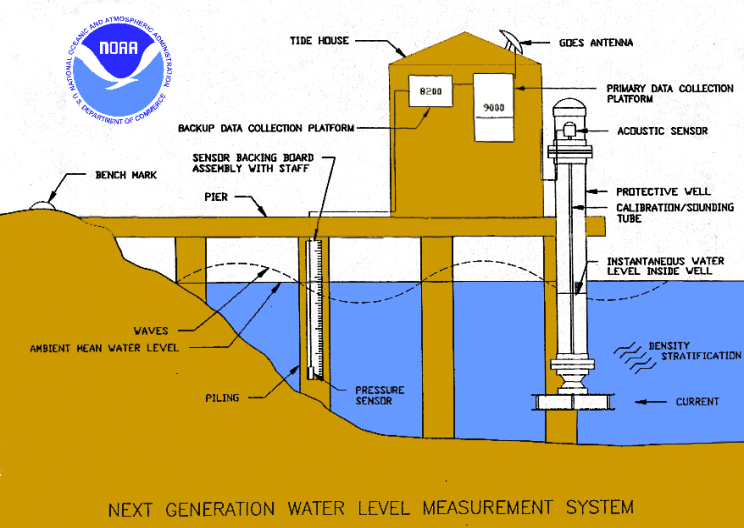 NATIONAL OCEANIC AND ATMOSPHERIC ADMINISTRATION
NOAA
U.S. DEPARTMENT OF COMMERCE
TIDE HOUSE
GOES ANTENNA
8200
9000
PRIMARY DATA COLLECTION
PLATFORM
BACKUP DATA COLLECTION PLATFORM
ACOUSTIC SENSOR
SENSOR BACKING BOARD
ASSEMBLY WITH STAFF
BENCH MARK
PIER
PROTECTIVE WELL
CALIBRATION/SOUNDING
TUBE
INSTANTANEOUS WATER
LEVEL INSIDE WELL
WAVES
AMBIENT MEAN WATER LEVEL
DENSITY
STRATIFICATION
PILING
PRESSURE
SENSOR
CURRENT
NEXT GENERATION WATER LEVEL MEASUREMENT SYSTEM